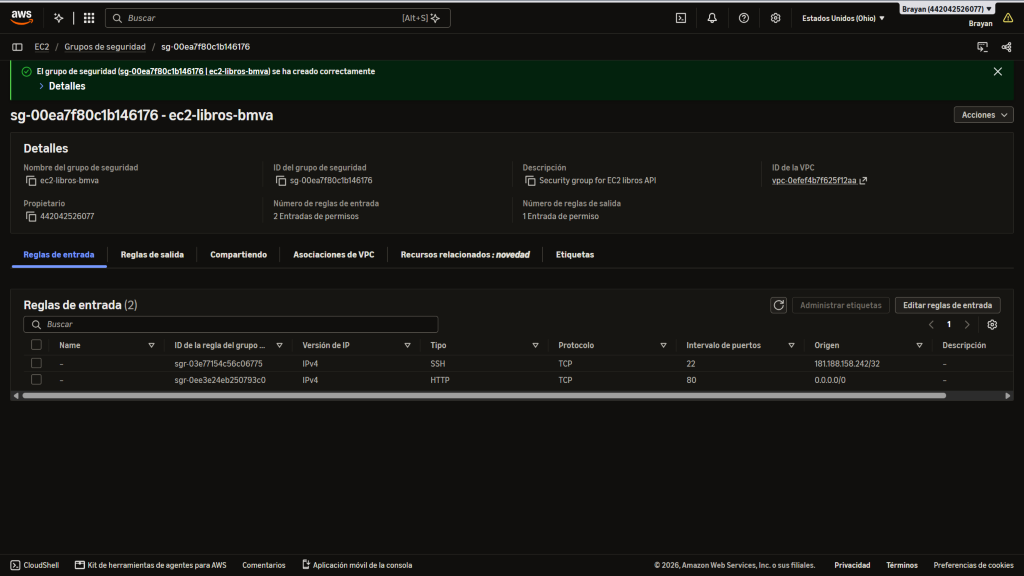 aws
Buscar [Alt+S]
Estados Unidos (Ohio) ▼
Brayan (442042526077) ▼
Brayan
EC2 / Grupos de seguridad / sg-00ea7f80c1b146176
El grupo de seguridad (sg-00ea7f80c1b146176 | ec2-libros-bmva) se ha creado correctamente
Detalles
sg-00ea7f80c1b146176 - ec2-libros-bmva
Acciones
Detalles
Nombre del grupo de seguridad
ec2-libros-bmva
ID del grupo de seguridad
sg-00ea7f80c1b146176
Descripción
Security group for EC2 libros API
ID de la VPC
vpc-0efef4b7f625f12aa
Propietario
442042526077
Número de reglas de entrada
2 Entradas de permisos
Número de reglas de salida
1 Entrada de permiso
Reglas de entrada Reglas de salida Compartiendo Asociaciones de VPC Recursos relacionados : novedad Etiquetas
Reglas de entrada (2)
Administrar etiquetas Editar reglas de entrada
Buscar
1
Name ID de la regla del grupo ... Versión de IP Tipo Protocolo Intervalo de puertos Origen Descripción
– sgr-03e77154c56c06775 IPv4 SSH TCP 22 181.188.158.242/32 –
– sgr-0ee3e24eb250793c0 IPv4 HTTP TCP 80 0.0.0.0/0 –
CloudShell Kit de herramientas de agentes para AWS Comentarios Aplicación móvil de la consola © 2026, Amazon Web Services, Inc. o sus filiales. Privacidad Términos Preferencias de cookies